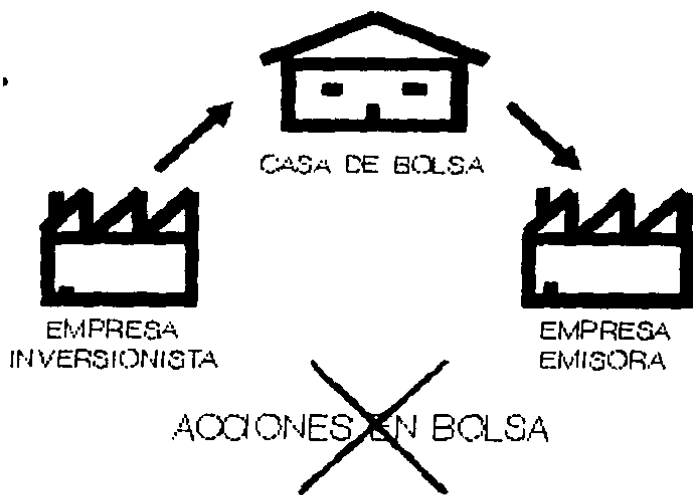 CASA DE BOLSA
EMPRESA
INVERSIONISTA
EMPRESA
EMISORA
ACCIONES EN BOLSA